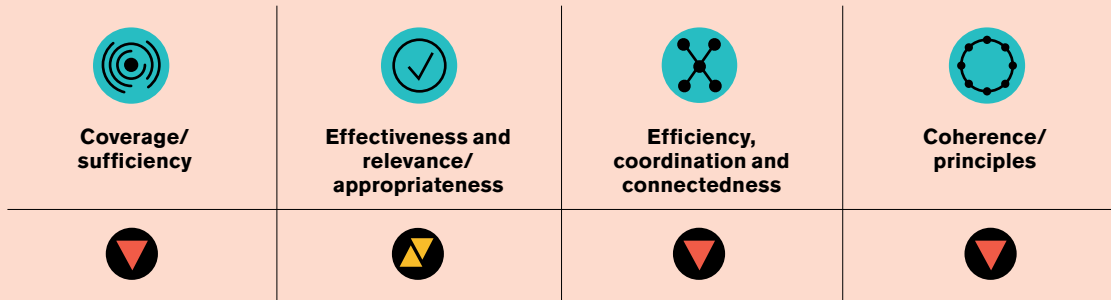 Coverage/
sufficiency
Effectiveness and
relevance/
appropriateness
Efficiency,
coordination and
connectedness
Coherence/
principles